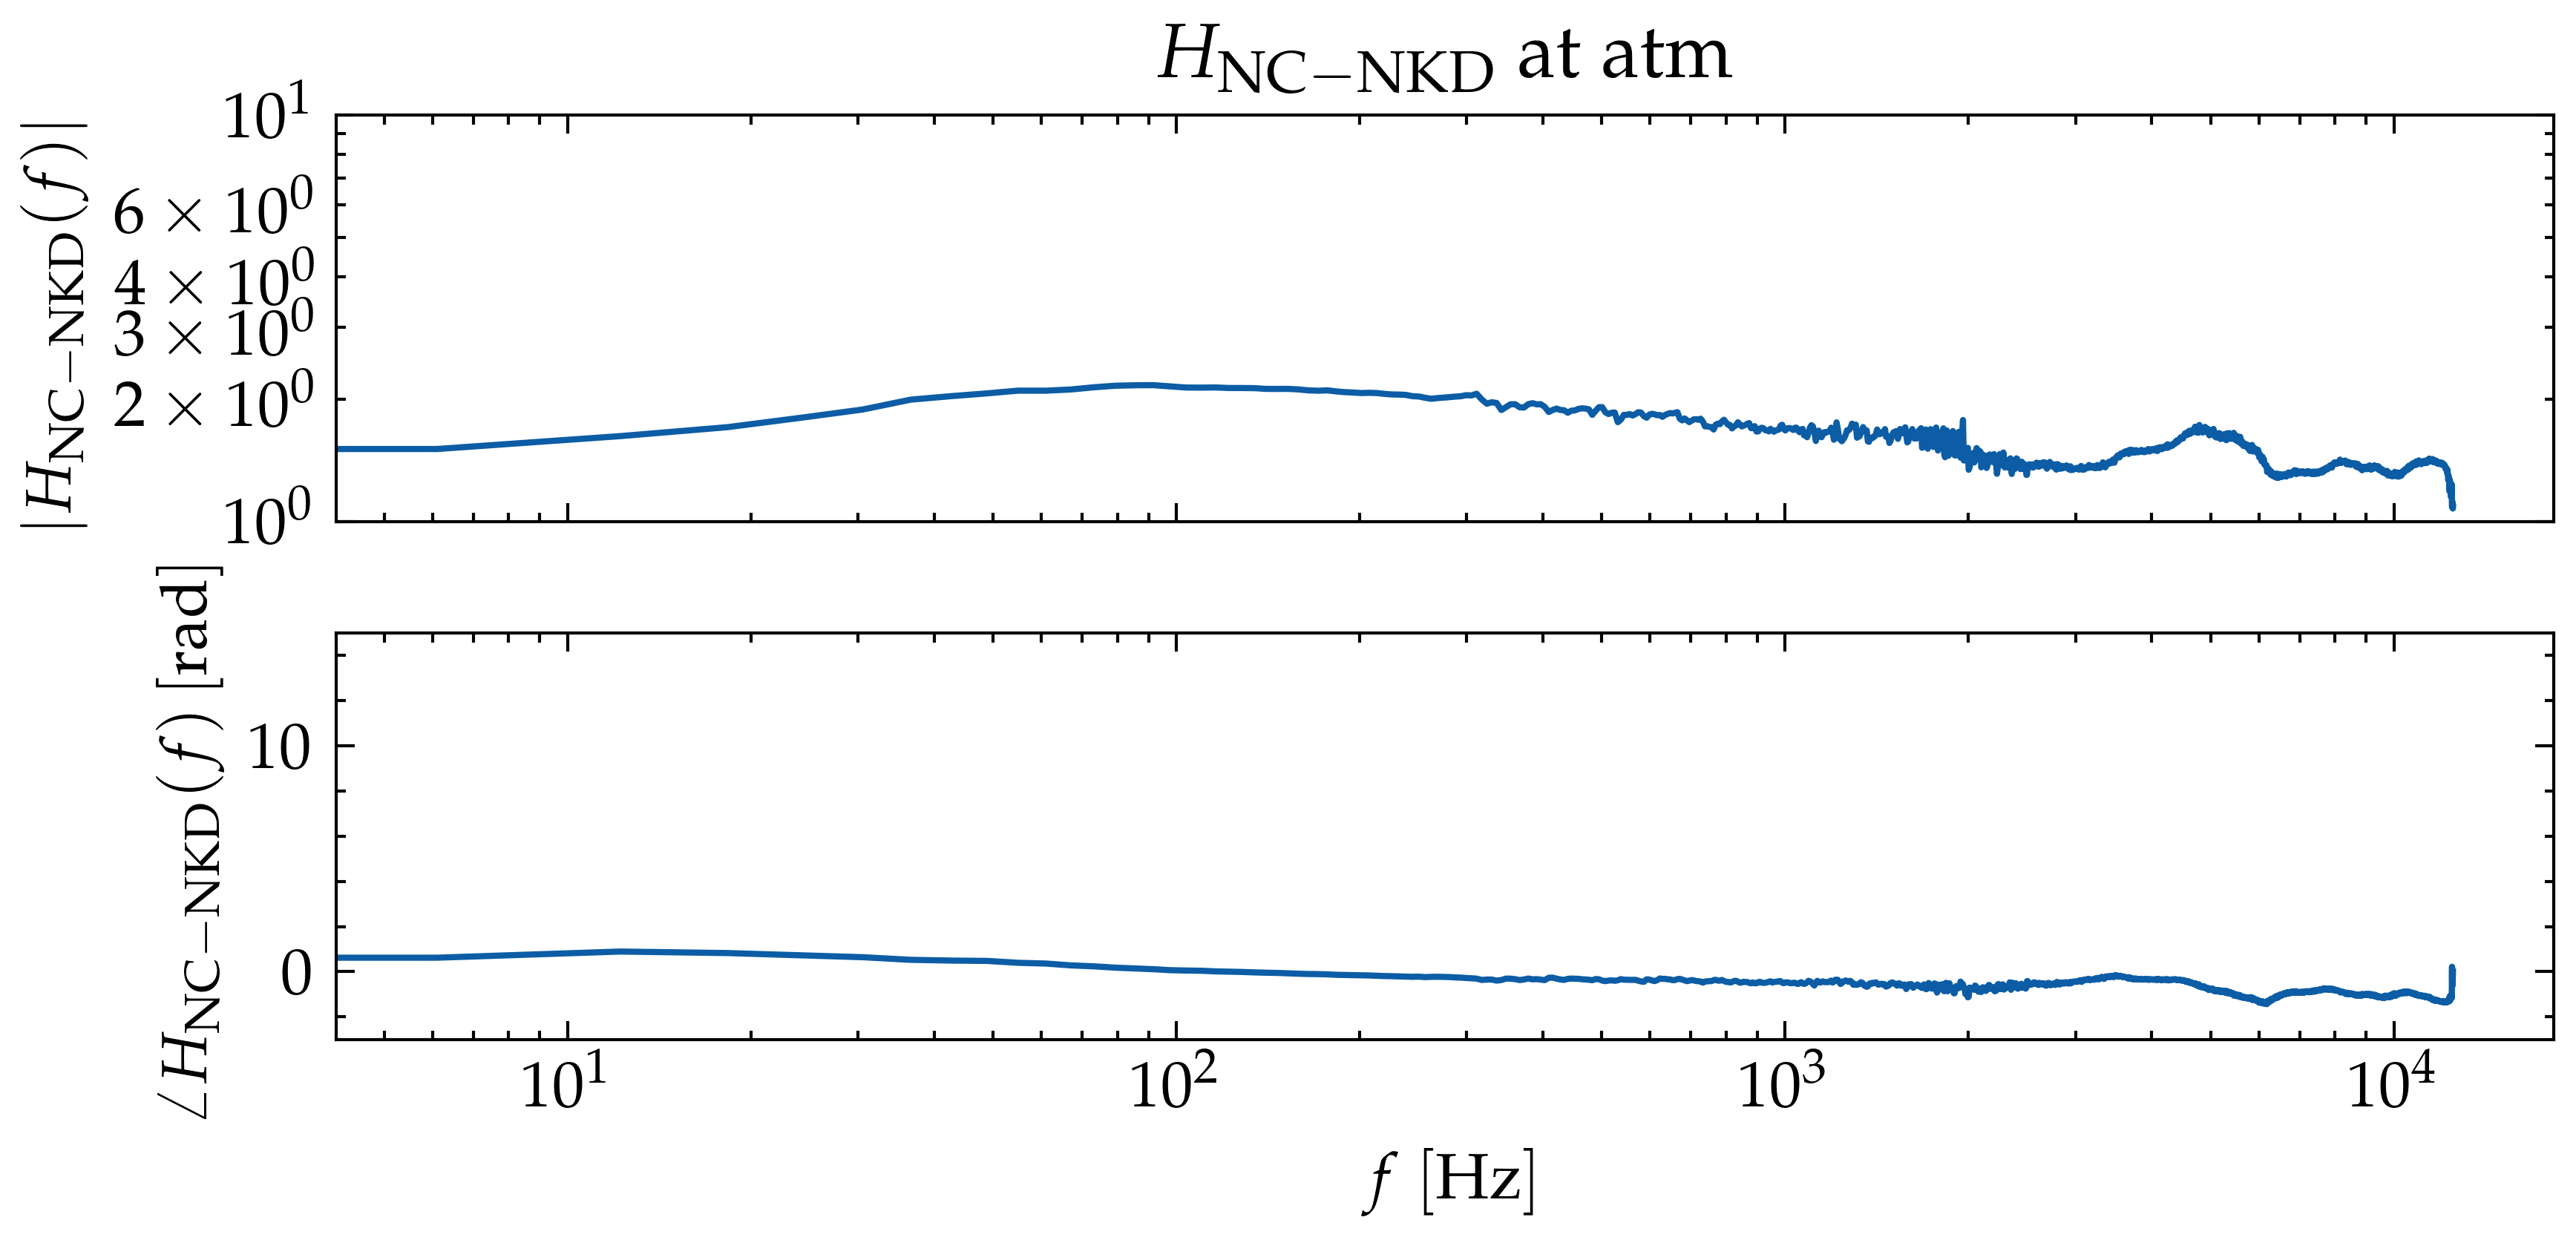 H_NC−NKD at atm
|H_NC−NKD(f)|
10^1
6 × 10^0
4 × 10^0
3 × 10^0
2 × 10^0
10^0
∠H_NC−NKD(f) [rad]
10
0
10^1 10^2 10^3 10^4
f [Hz]